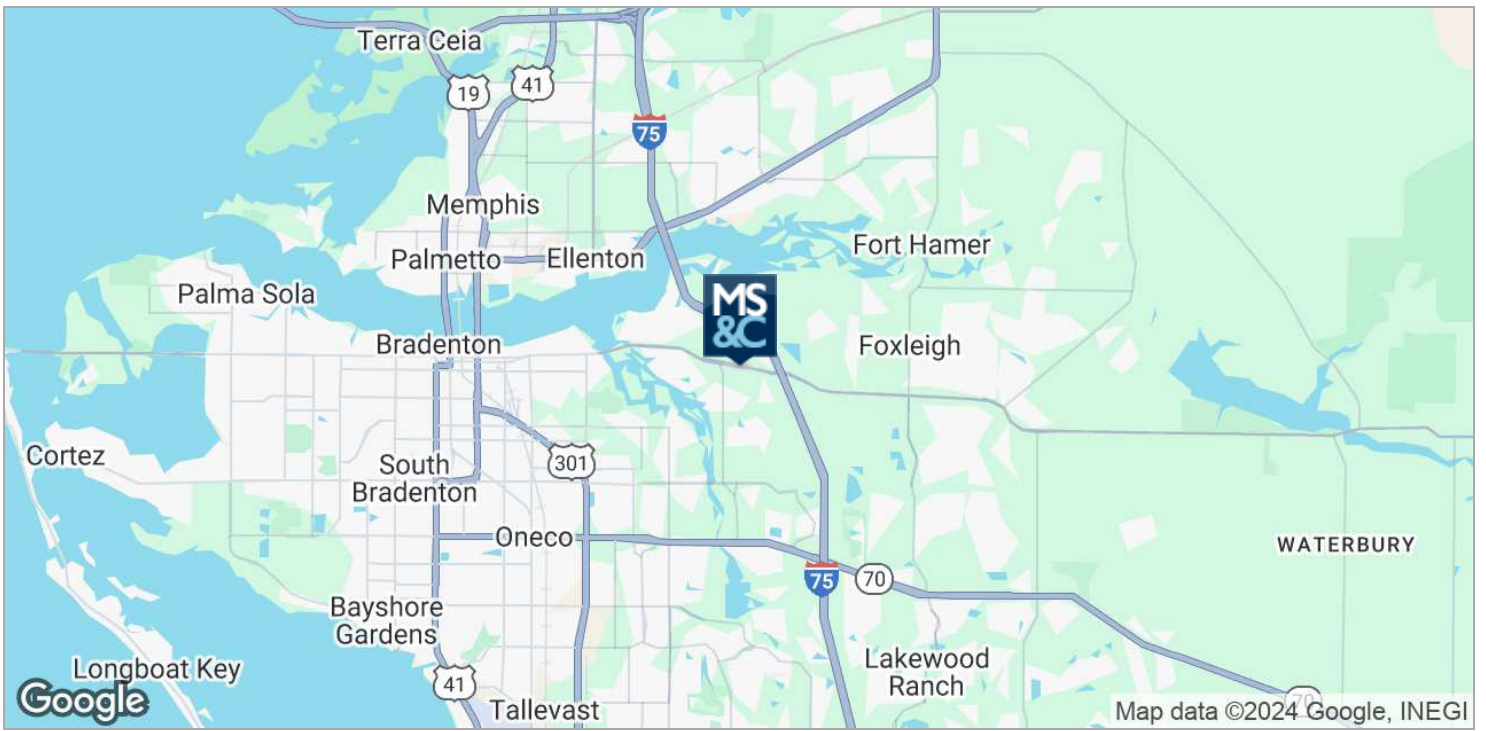 Terra Ceia
19
41
75
Memphis
Palmetto
Ellenton
Fort Hamer
Palma Sola
MS
&C
Bradenton
Foxleigh
Cortez
South
Bradenton
301
Oneco
WATERBURY
75
70
Bayshore
Gardens
Lakewood
Ranch
Longboat Key
41
Tallevast
70
Google
Map data ©2024 Google, INEGI